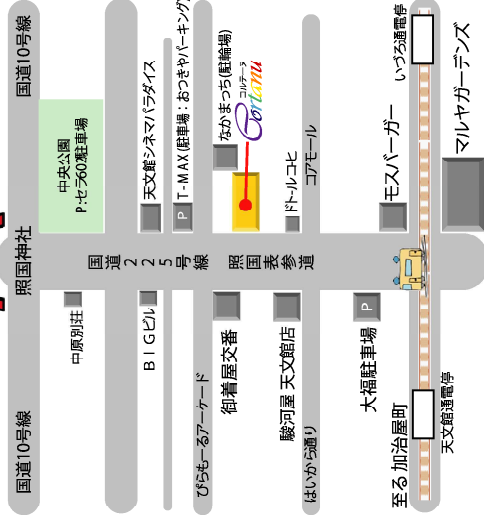 国道10号線
照国神社
国道10号線
中央公園
P:セラ602駐車場
中原別荘
天文館シネマパラダイス
BIGビル
T-MAX(駐車場:おつきやパーキング)
P
国道225号線
照国表参道
なかまっち(駐輪場)
コルテーラ
御着屋交番
ぴらもーるアーケード
ドトールコヒ
コアモール
駿河屋 天文館店
はいから通り
モスバーガー
P
大福駐車場
至る 加治屋町
いづろ通電停
天文館通電停
マルヤガーデンズ